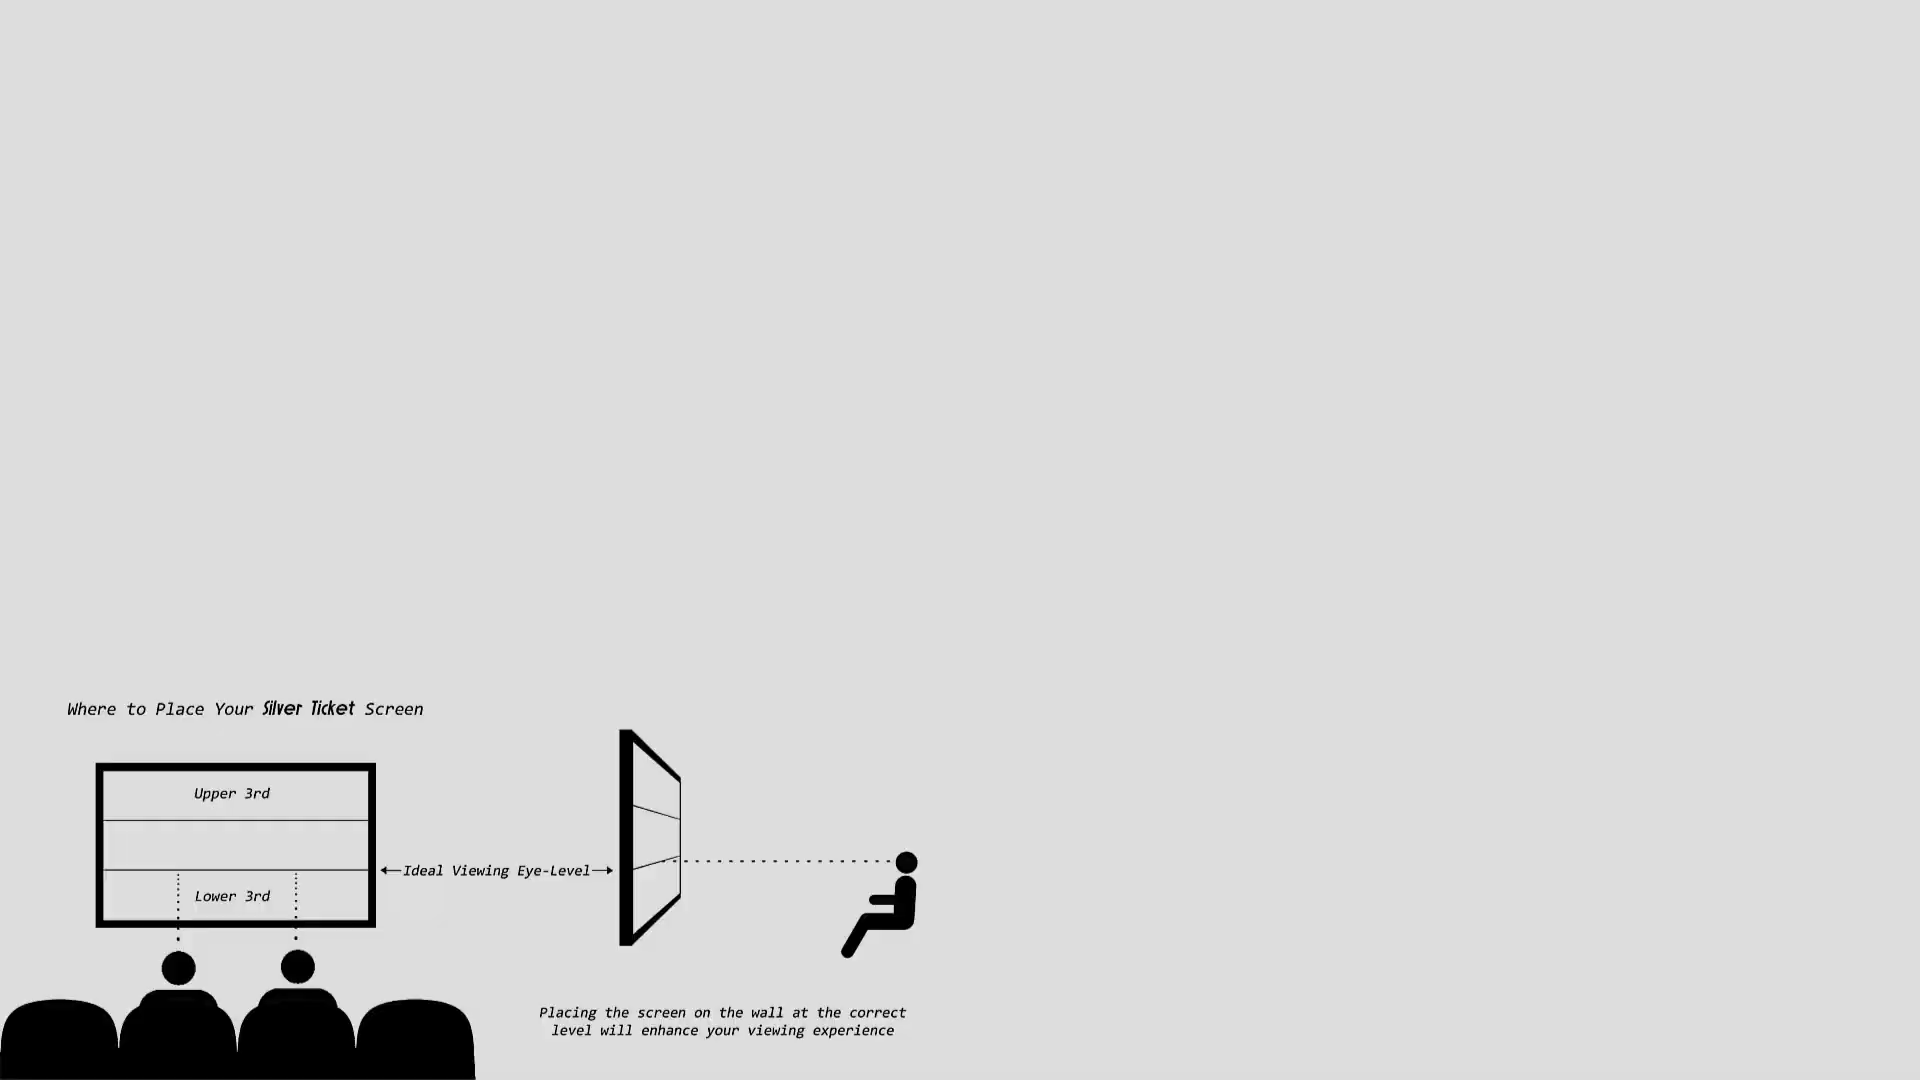 Where to Place Your Silver Ticket Screen
Upper 3rd
Ideal Viewing Eye-Level
Lower 3rd
Placing the screen on the wall at the correct
level will enhance your viewing experience